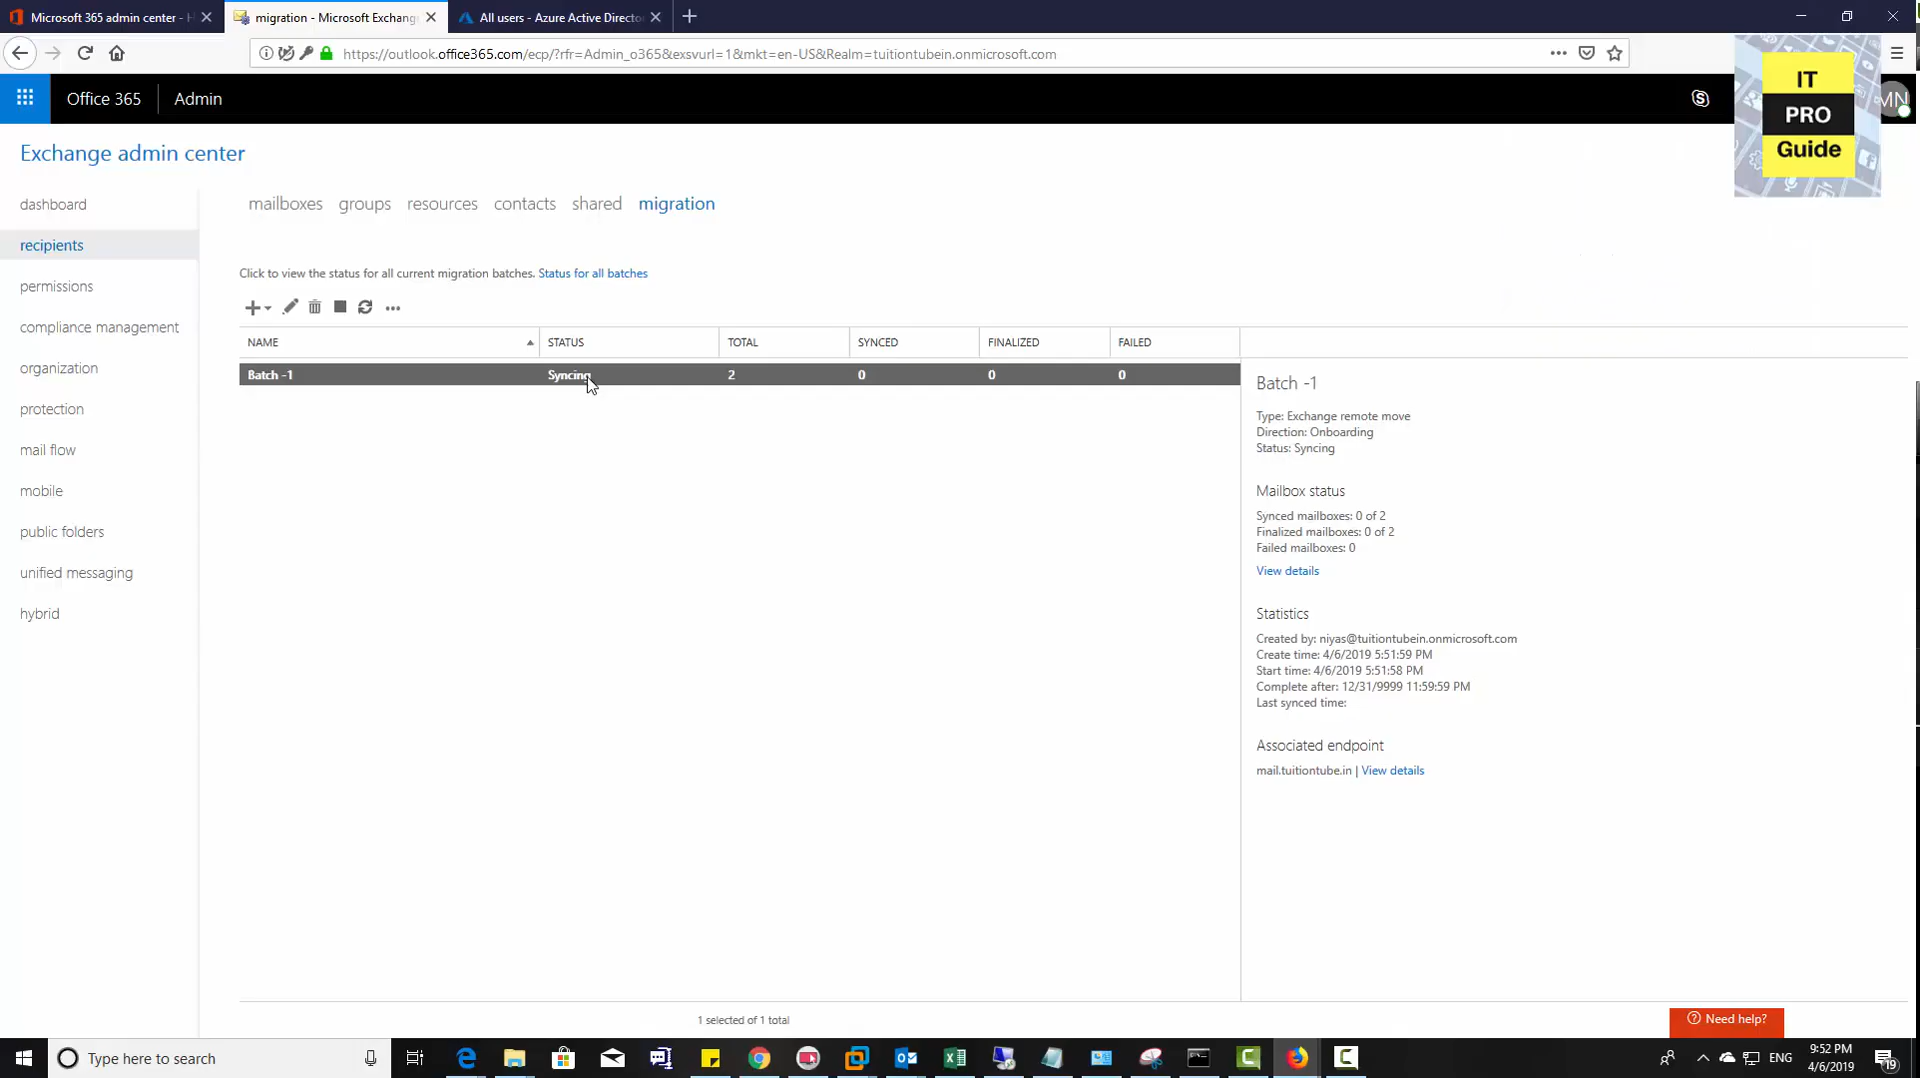 Microsoft 365 admin center - H
migration - Microsoft Exchang
All users - Azure Active Directo
https://outlook.office365.com/ecp/?rfr=Admin_o365&exsvurl=1&mkt=en-US&Realm=tuitiontubein.onmicrosoft.com
Office 365
Admin
MN
IT
PRO
Guide
Exchange admin center
dashboard
recipients
permissions
compliance management
organization
protection
mail flow
mobile
public folders
unified messaging
hybrid
mailboxes groups resources contacts shared migration
Click to view the status for all current migration batches. Status for all batches
NAME STATUS TOTAL SYNCED FINALIZED FAILED
Batch -1 Syncing 2 0 0 0
Batch -1
Type: Exchange remote move
Direction: Onboarding
Status: Syncing
Mailbox status
Synced mailboxes: 0 of 2
Finalized mailboxes: 0 of 2
Failed mailboxes: 0
View details
Statistics
Created by: niyas@tuitiontubein.onmicrosoft.com
Create time: 4/6/2019 5:51:59 PM
Start time: 4/6/2019 5:51:58 PM
Complete after: 12/31/9999 11:59:59 PM
Last synced time:
Associated endpoint
mail.tuitiontube.in | View details
1 selected of 1 total
Need help?
Type here to search
ENG
9:52 PM
4/6/2019
19